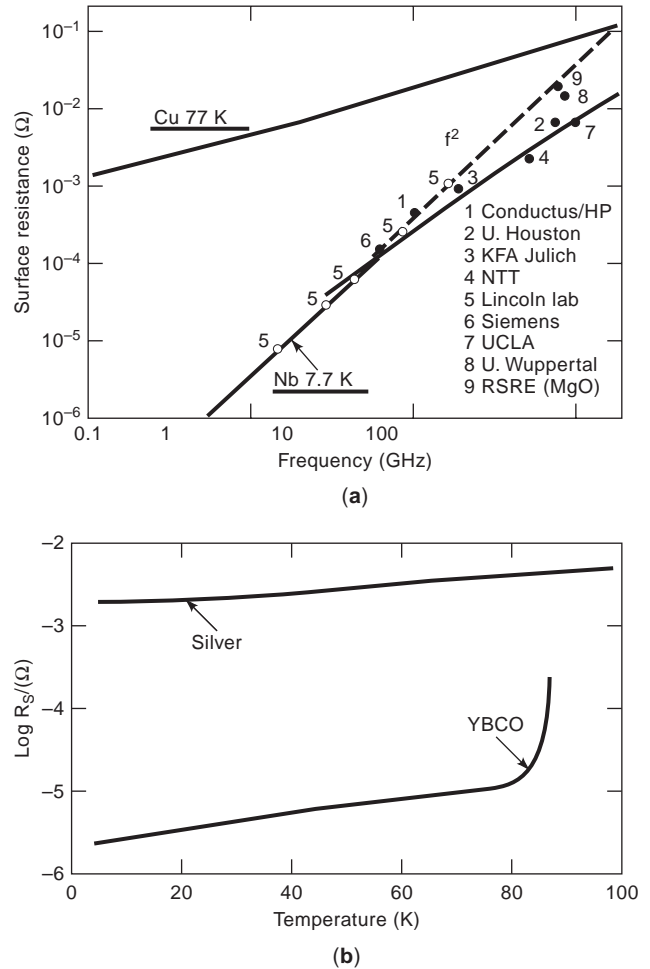 10⁻¹
10⁻²
10⁻³
10⁻⁴
10⁻⁵
10⁻⁶
Surface resistance (Ω)
Cu 77 K
f²
9
8
2
7
4
5
3
1
5
6
5
5
5
Nb 7.7 K
1 Conductus/HP
2 U. Houston
3 KFA Julich
4 NTT
5 Lincoln lab
6 Siemens
7 UCLA
8 U. Wuppertal
9 RSRE (MgO)
0.1 1 10 100
Frequency (GHz)
(a)
–2
–3
–4
–5
–6
Log R_S/(Ω)
Silver
YBCO
0 20 40 60 80 100
Temperature (K)
(b)